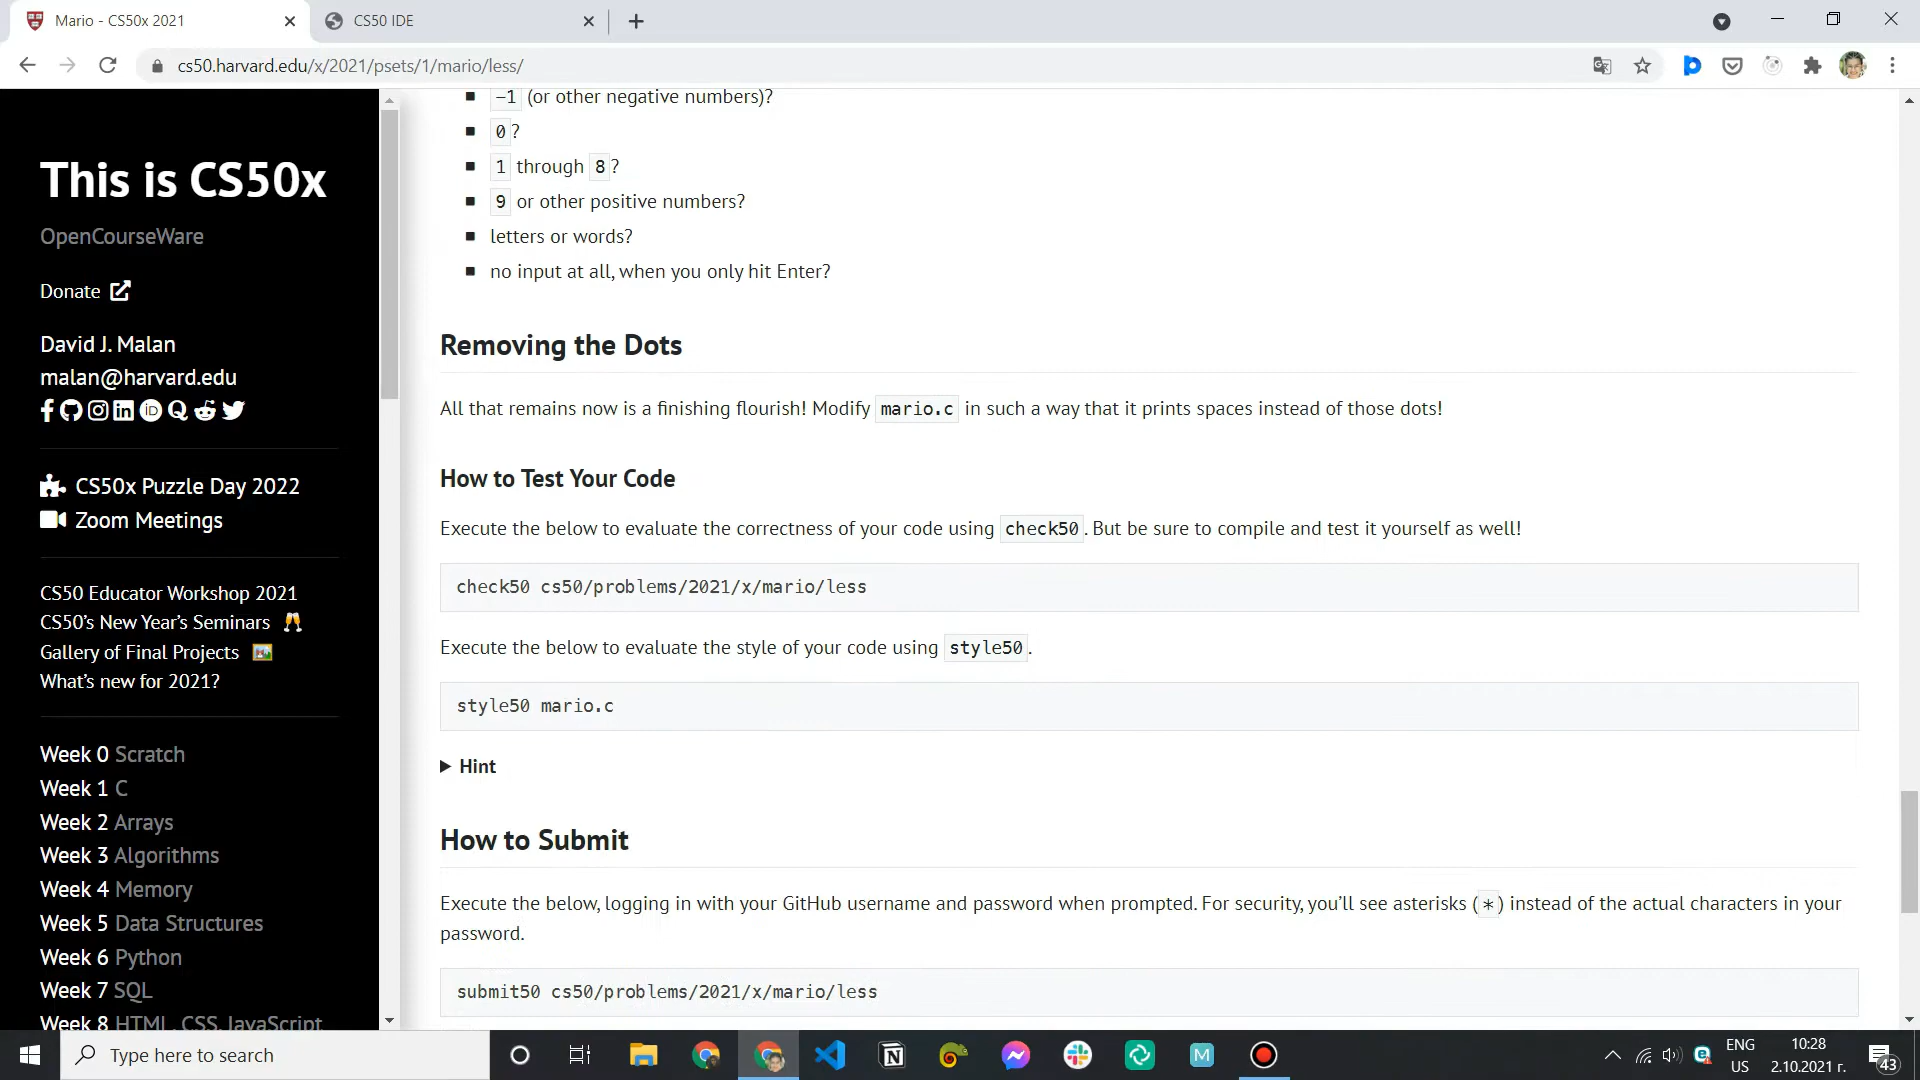 Mario - CS50x 2021
CS50 IDE
cs50.harvard.edu/x/2021/psets/1/mario/less/
This is CS50x
OpenCourseWare
Donate
David J. Malan
malan@harvard.edu
CS50x Puzzle Day 2022
Zoom Meetings
CS50 Educator Workshop 2021
CS50’s New Year’s Seminars
Gallery of Final Projects
What’s new for 2021?
Week 0 Scratch
Week 1 C
Week 2 Arrays
Week 3 Algorithms
Week 4 Memory
Week 5 Data Structures
Week 6 Python
Week 7 SQL
Week 8 HTML, CSS, JavaScript
-1 (or other negative numbers)?
0?
1 through 8?
9 or other positive numbers?
letters or words?
no input at all, when you only hit Enter?
Removing the Dots
All that remains now is a finishing flourish! Modify mario.c in such a way that it prints spaces instead of those dots!
How to Test Your Code
Execute the below to evaluate the correctness of your code using check50. But be sure to compile and test it yourself as well!
check50 cs50/problems/2021/x/mario/less
Execute the below to evaluate the style of your code using style50.
style50 mario.c
Hint
How to Submit
Execute the below, logging in with your GitHub username and password when prompted. For security, you’ll see asterisks (*) instead of the actual characters in your
password.
submit50 cs50/problems/2021/x/mario/less
Type here to search
ENG
US
10:28
2.10.2021 г.
43